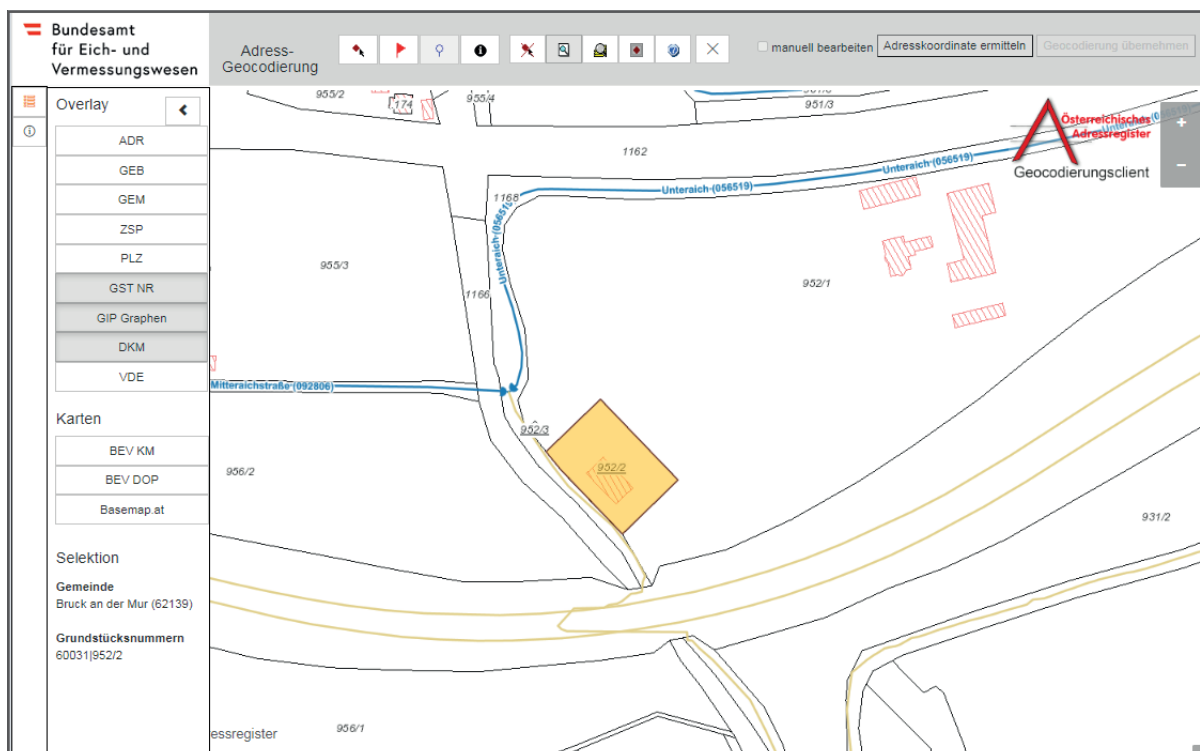 Bundesamt
für Eich- und
Vermessungswesen
Adress-
Geocodierung
manuell bearbeiten
Adresskoordinate ermitteln
Geocodierung übernehmen
Overlay
ADR
GEB
GEM
ZSP
PLZ
GST NR
GIP Graphen
DKM
VDE
Karten
BEV KM
BEV DOP
Basemap.at
Selektion
Gemeinde
Bruck an der Mur (62139)
Grundstücksnummern
60031|952/2
955/2
174
955/4
951/3
1162
Österreichisches
Adressregister
Geocodierungsclient
Unteraich (056519)
Unteraich (056519)
1168
Unteraich (056519)
955/3
1166
952/1
Mitteraichstraße (092806)
952/3
952/2
956/2
931/2
956/1
essregister